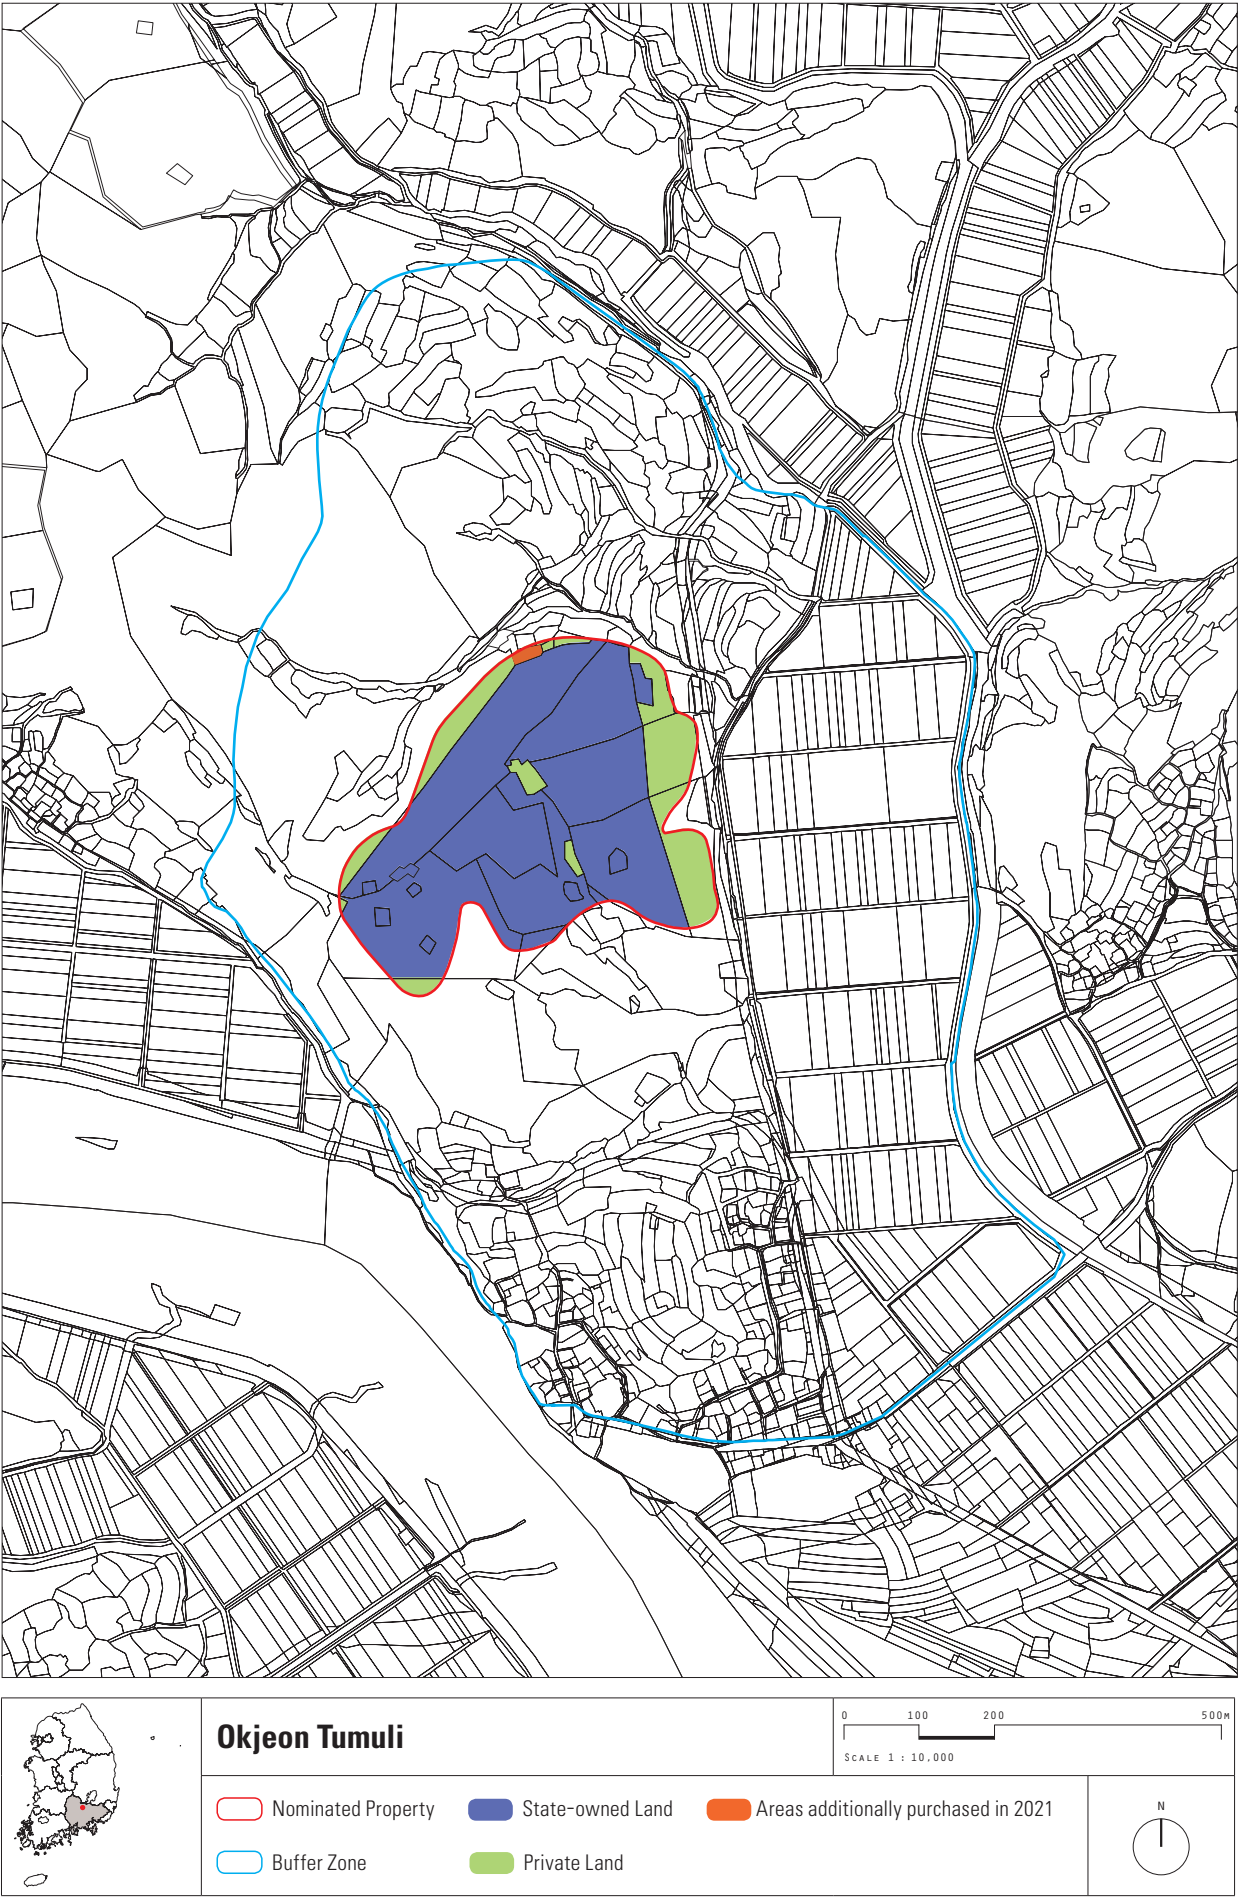 Okjeon Tumuli
0 100 200 500M
SCALE 1 : 10,000
Nominated Property
State-owned Land
Areas additionally purchased in 2021
Buffer Zone
Private Land
N